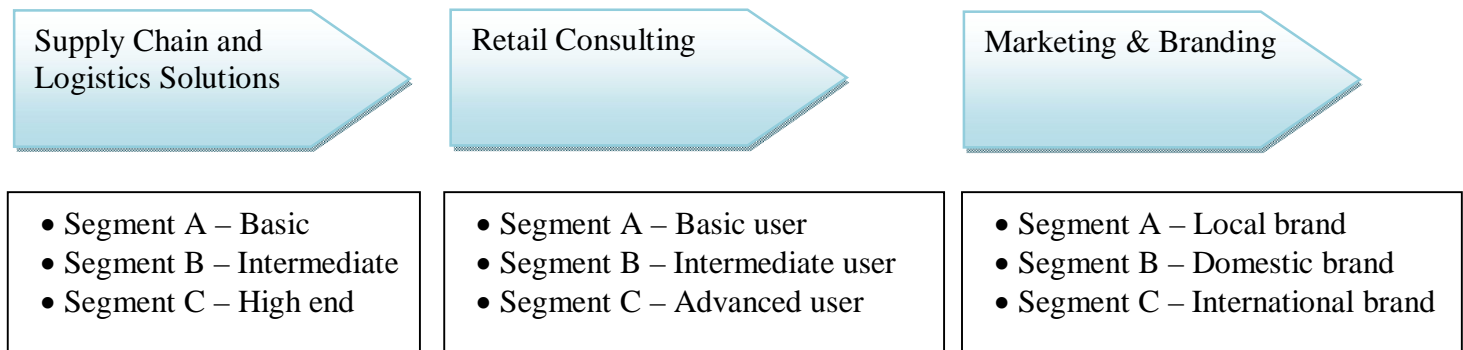 Supply Chain and
Logistics Solutions
Retail Consulting
Marketing & Branding
• Segment A – Basic
• Segment B – Intermediate
• Segment C – High end
• Segment A – Basic user
• Segment B – Intermediate user
• Segment C – Advanced user
• Segment A – Local brand
• Segment B – Domestic brand
• Segment C – International brand